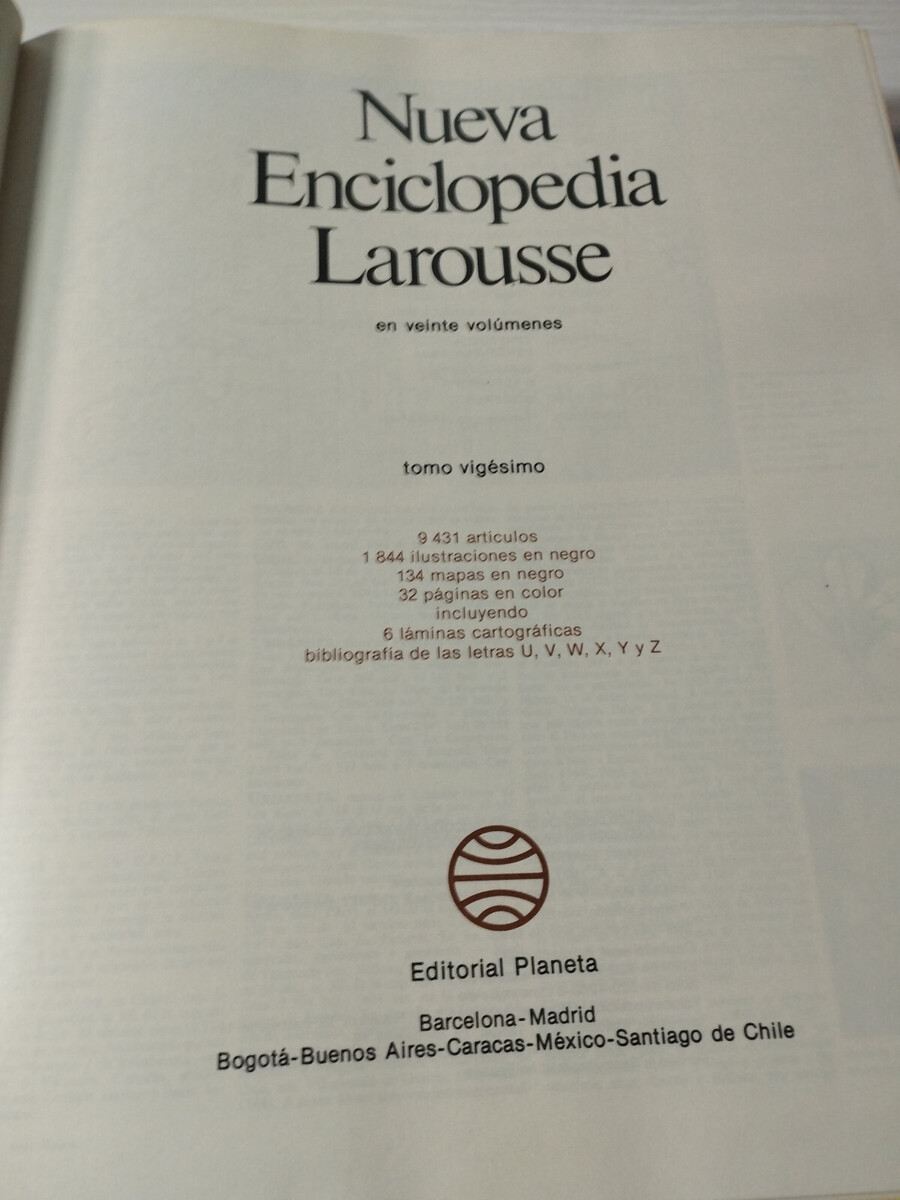 Nueva
Enciclopedia
Larousse
en veinte volúmenes
tomo vigésimo
9 431 artículos
1 844 ilustraciones en negro
134 mapas en negro
32 páginas en color
incluyendo
6 láminas cartográficas
bibliografía de las letras U, V, W, X, Y y Z
Editorial Planeta
Barcelona-Madrid
Bogotá-Buenos Aires-Caracas-México-Santiago de Chile